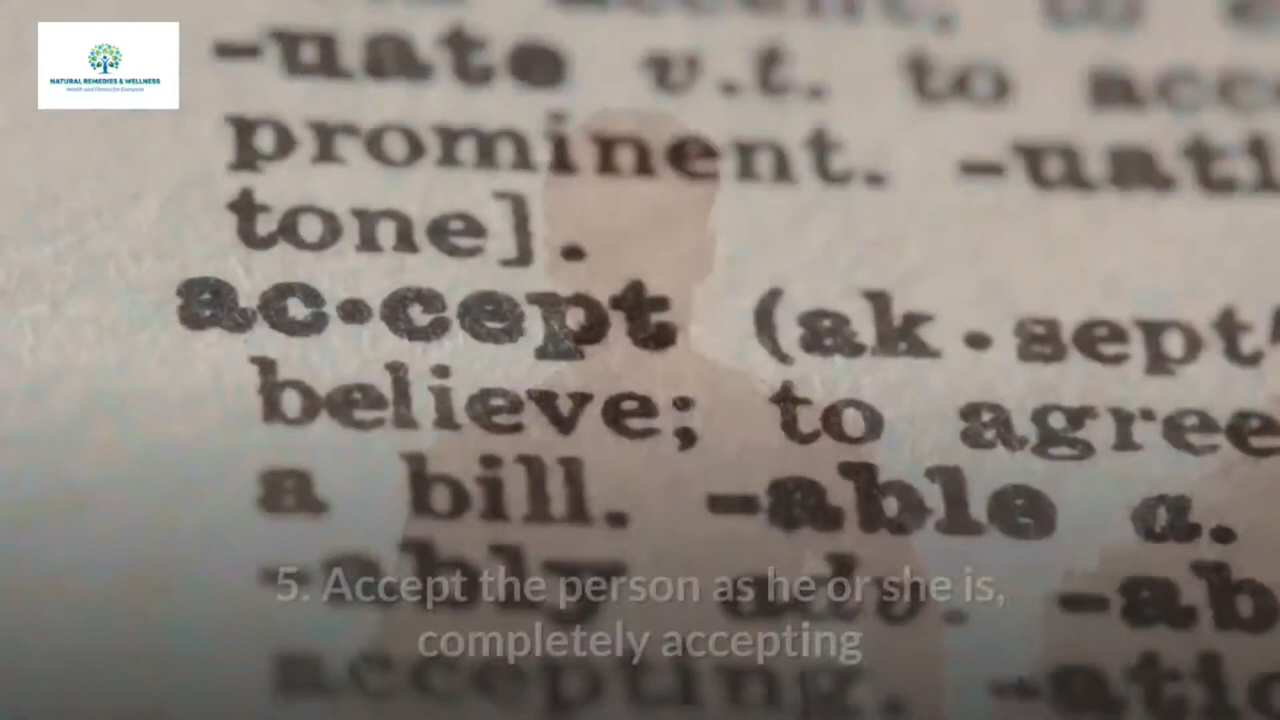 NATURAL REMEDIES & WELLNESS
Health and Fitness for Everyone
-uate v.t. to acc
prominent. -uati
tone].
ac·cept (ak·sept
believe; to agree
a bill. -able a.
-ably adv. -ab
accepting. -atio
5. Accept the person as he or she is,
completely accepting